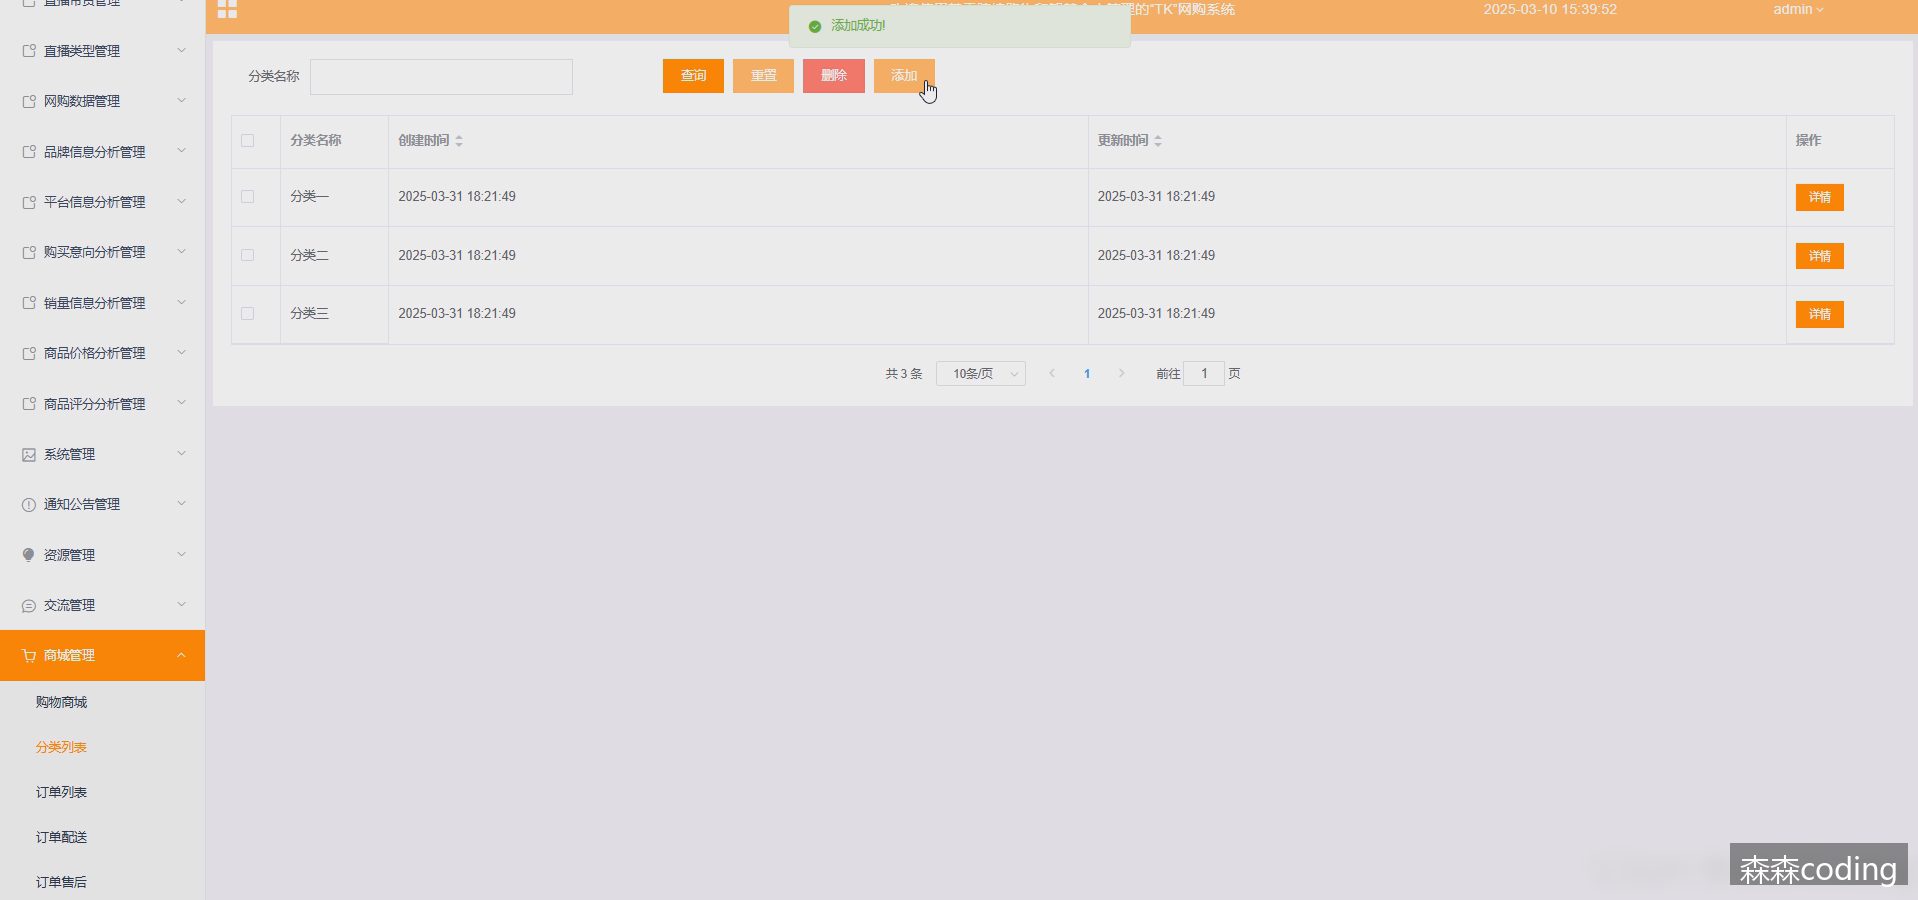 添加成功!
的"TK"网购系统
2025-03-10 15:39:52
admin
直播类型管理
网购数据管理
品牌信息分析管理
平台信息分析管理
购买意向分析管理
销量信息分析管理
商品价格分析管理
商品评分分析管理
系统管理
通知公告管理
资源管理
交流管理
商城管理
购物商城
分类列表
订单列表
订单配送
订单售后
分类名称
查询
重置
删除
添加
分类名称 创建时间 更新时间 操作
分类一 2025-03-31 18:21:49 2025-03-31 18:21:49 详情
分类二 2025-03-31 18:21:49 2025-03-31 18:21:49 详情
分类三 2025-03-31 18:21:49 2025-03-31 18:21:49 详情
共 3 条 10条/页 1 前往 1 页
森森coding